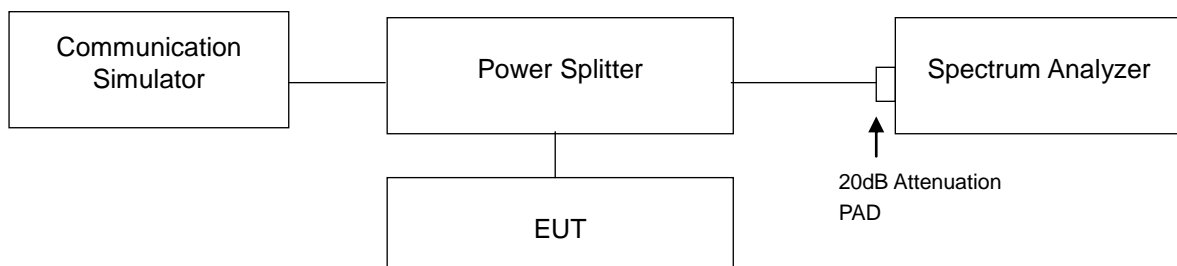 Communication
Simulator
Power Splitter
Spectrum Analyzer
20dB Attenuation
PAD
EUT